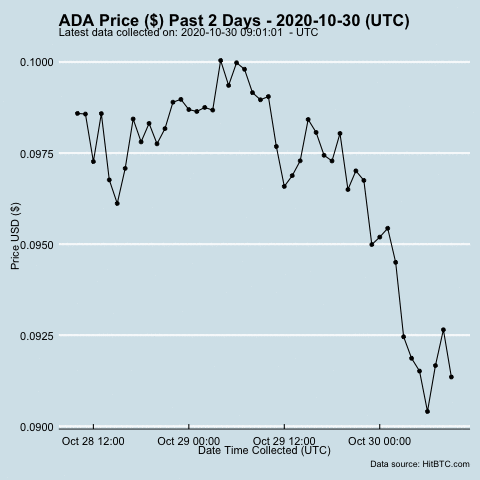 ADA Price ($) Past 2 Days - 2020-10-30 (UTC)
Latest data collected on: 2020-10-30 09:01:01 - UTC
0.1000
0.0975
0.0950
0.0925
0.0900
Price USD ($)
Oct 28 12:00 Oct 29 00:00 Oct 29 12:00 Oct 30 00:00
Date Time Collected (UTC)
Data source: HitBTC.com